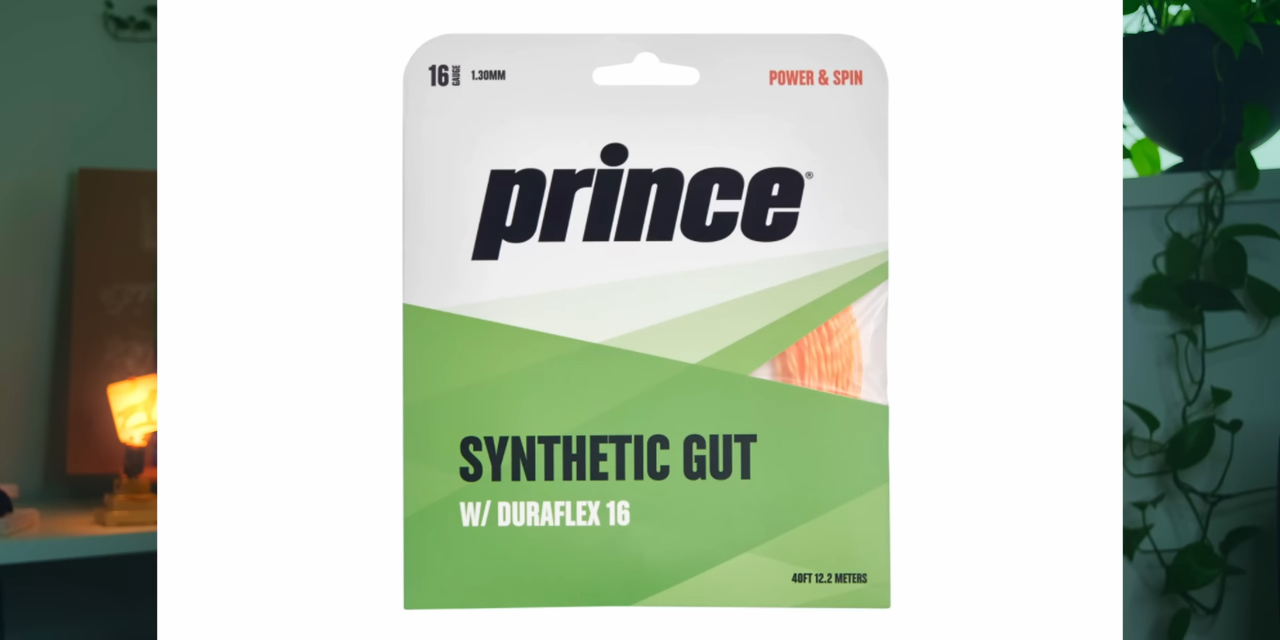 16 GAUGE 1.30MM
POWER & SPIN
prince®
SYNTHETIC GUT
W/ DURAFLEX 16
40FT 12.2 METERS